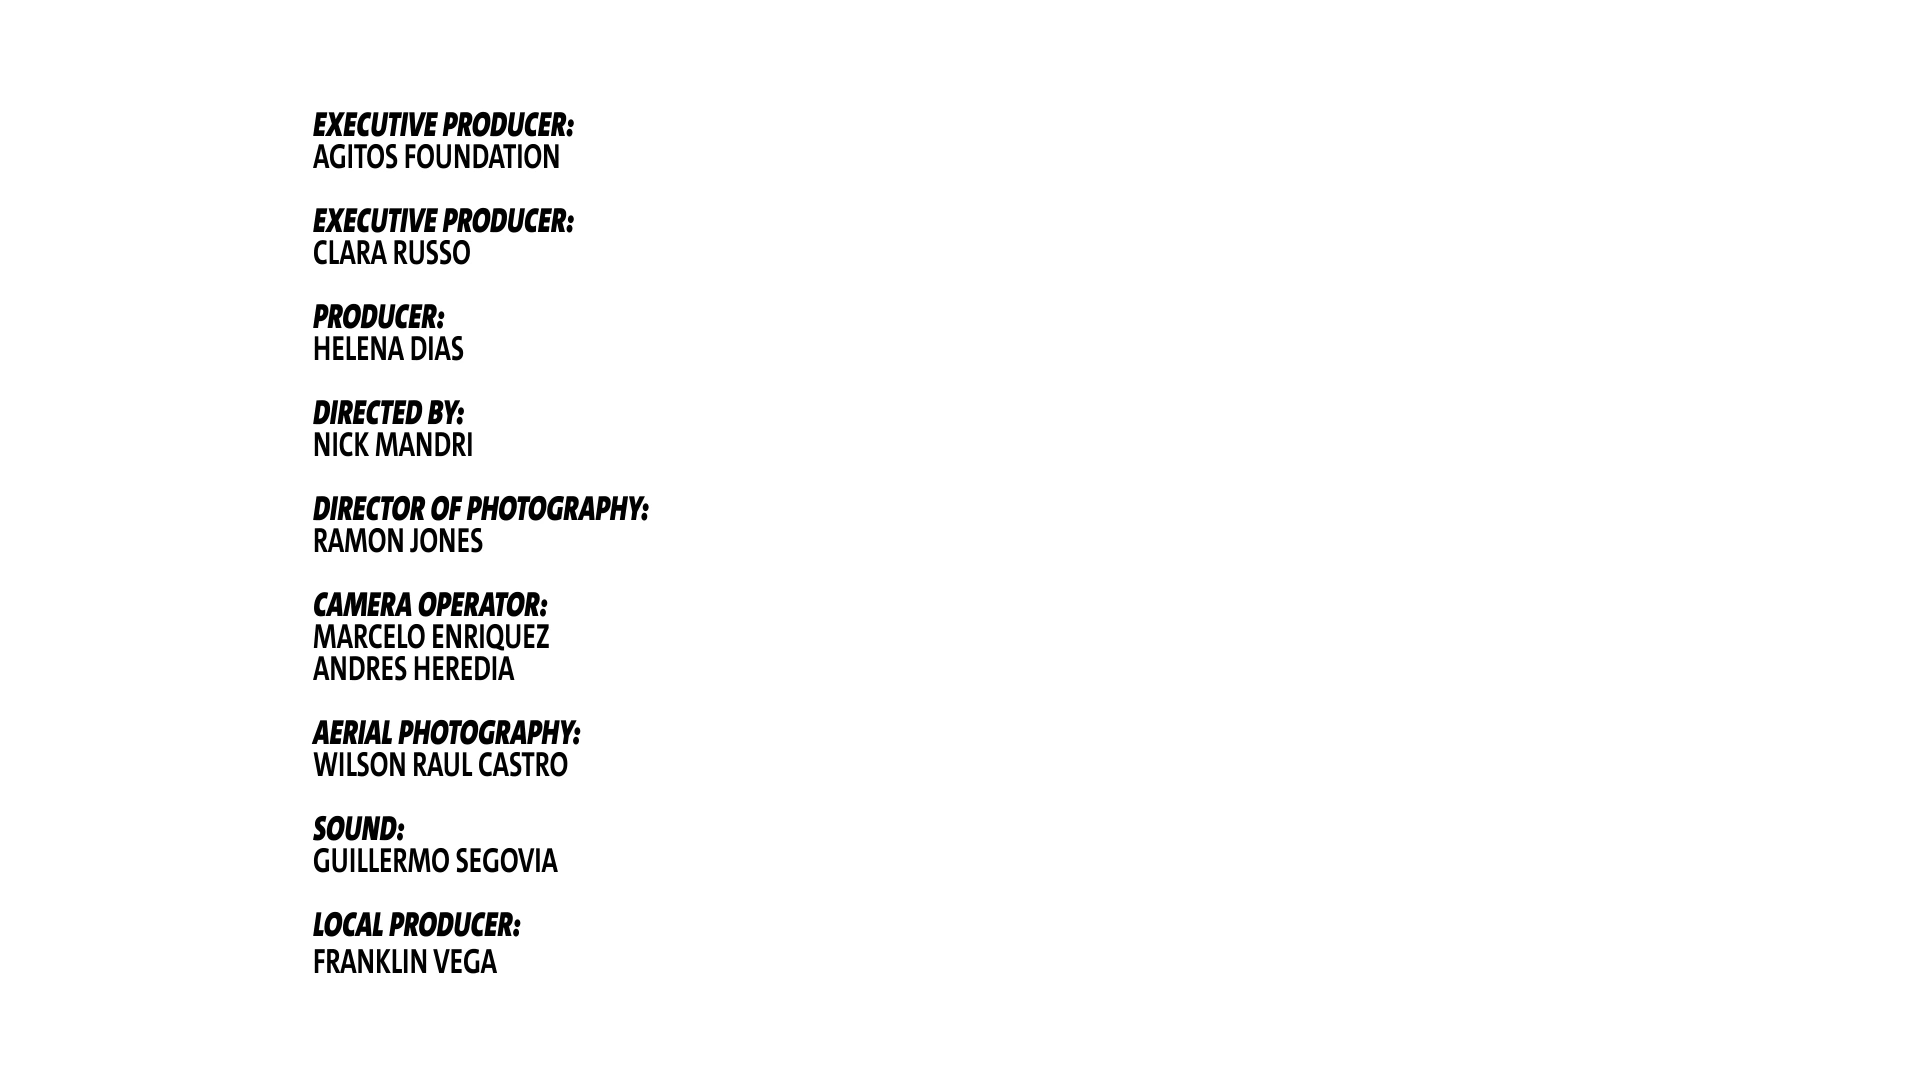 EXECUTIVE PRODUCER:
AGITOS FOUNDATION
EXECUTIVE PRODUCER:
CLARA RUSSO
PRODUCER:
HELENA DIAS
DIRECTED BY:
NICK MANDRI
DIRECTOR OF PHOTOGRAPHY:
RAMON JONES
CAMERA OPERATOR:
MARCELO ENRIQUEZ
ANDRES HEREDIA
AERIAL PHOTOGRAPHY:
WILSON RAUL CASTRO
SOUND:
GUILLERMO SEGOVIA
LOCAL PRODUCER:
FRANKLIN VEGA